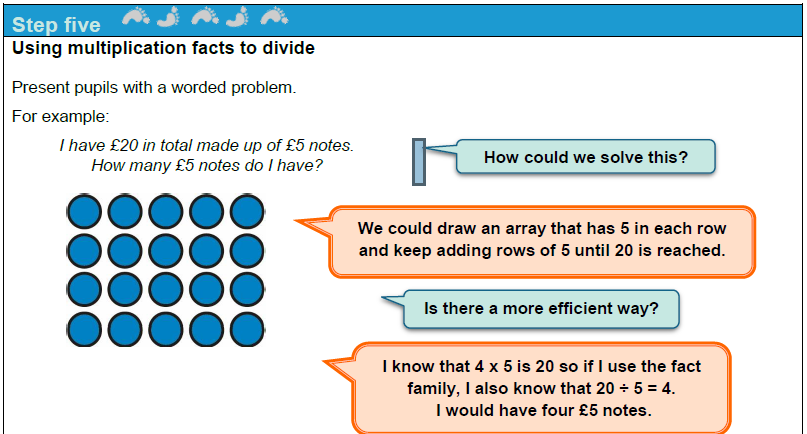 Step five
Using multiplication facts to divide
Present pupils with a worded problem.
For example:
I have £20 in total made up of £5 notes.
How many £5 notes do I have?
How could we solve this?
We could draw an array that has 5 in each row
and keep adding rows of 5 until 20 is reached.
Is there a more efficient way?
I know that 4 x 5 is 20 so if I use the fact
family, I also know that 20 ÷ 5 = 4.
I would have four £5 notes.